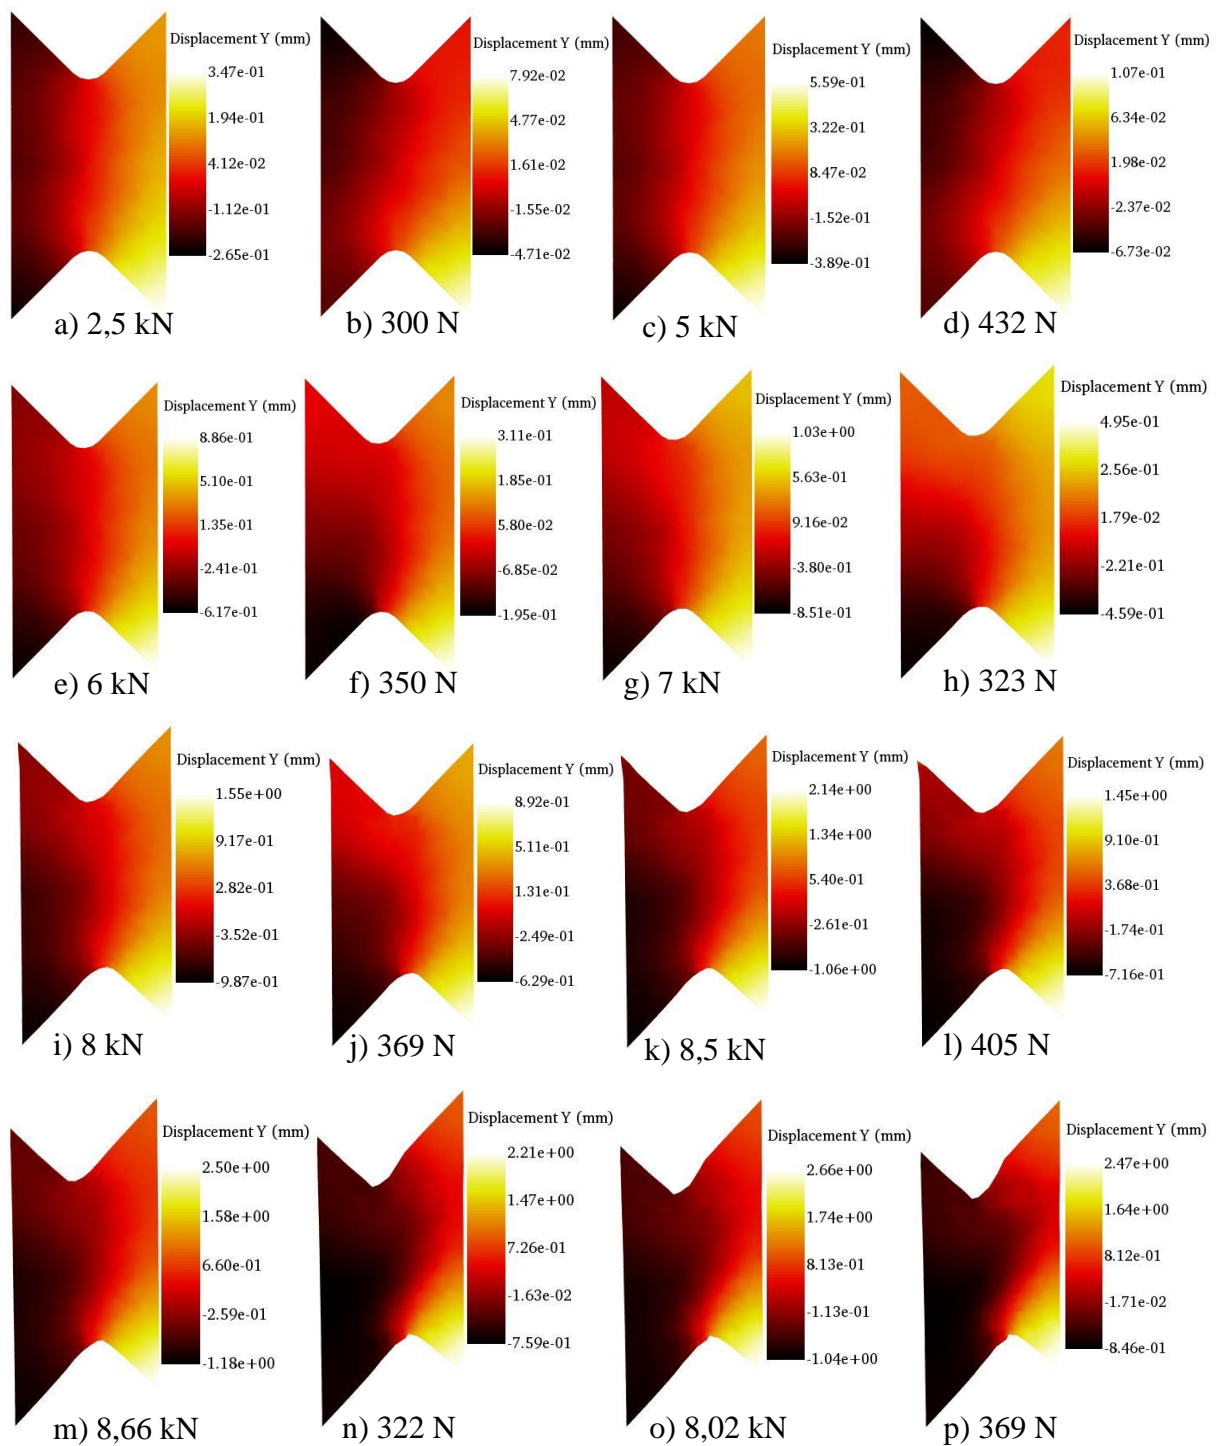 Displacement Y (mm)
3.47e-01
1.94e-01
4.12e-02
-1.12e-01
-2.65e-01
a) 2,5 kN
Displacement Y (mm)
7.92e-02
4.77e-02
1.61e-02
-1.55e-02
-4.71e-02
b) 300 N
Displacement Y (mm)
5.59e-01
3.22e-01
8.47e-02
-1.52e-01
-3.89e-01
c) 5 kN
Displacement Y (mm)
1.07e-01
6.34e-02
1.98e-02
-2.37e-02
-6.73e-02
d) 432 N
Displacement Y (mm)
8.86e-01
5.10e-01
1.35e-01
-2.41e-01
-6.17e-01
e) 6 kN
Displacement Y (mm)
3.11e-01
1.85e-01
5.80e-02
-6.85e-02
-1.95e-01
f) 350 N
Displacement Y (mm)
1.03e+00
5.63e-01
9.16e-02
-3.80e-01
-8.51e-01
g) 7 kN
Displacement Y (mm)
4.95e-01
2.56e-01
1.79e-02
-2.21e-01
-4.59e-01
h) 323 N
Displacement Y (mm)
1.55e+00
9.17e-01
2.82e-01
-3.52e-01
-9.87e-01
i) 8 kN
Displacement Y (mm)
8.92e-01
5.11e-01
1.31e-01
-2.49e-01
-6.29e-01
j) 369 N
Displacement Y (mm)
2.14e+00
1.34e+00
5.40e-01
-2.61e-01
-1.06e+00
k) 8,5 kN
Displacement Y (mm)
1.45e+00
9.10e-01
3.68e-01
-1.74e-01
-7.16e-01
l) 405 N
Displacement Y (mm)
2.50e+00
1.58e+00
6.60e-01
-2.59e-01
-1.18e+00
m) 8,66 kN
Displacement Y (mm)
2.21e+00
1.47e+00
7.26e-01
-1.63e-02
-7.59e-01
n) 322 N
Displacement Y (mm)
2.66e+00
1.74e+00
8.13e-01
-1.13e-01
-1.04e+00
o) 8,02 kN
Displacement Y (mm)
2.47e+00
1.64e+00
8.12e-01
-1.71e-02
-8.46e-01
p) 369 N